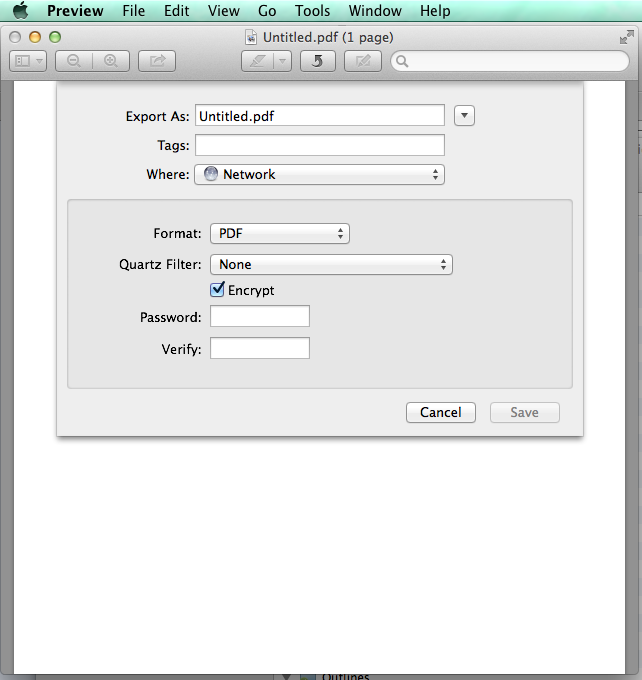 Preview File Edit View Go Tools Window Help
Untitled.pdf (1 page)
Export As: Untitled.pdf
Tags:
Where: Network
Format: PDF
Quartz Filter: None
Encrypt
Password:
Verify:
Cancel Save